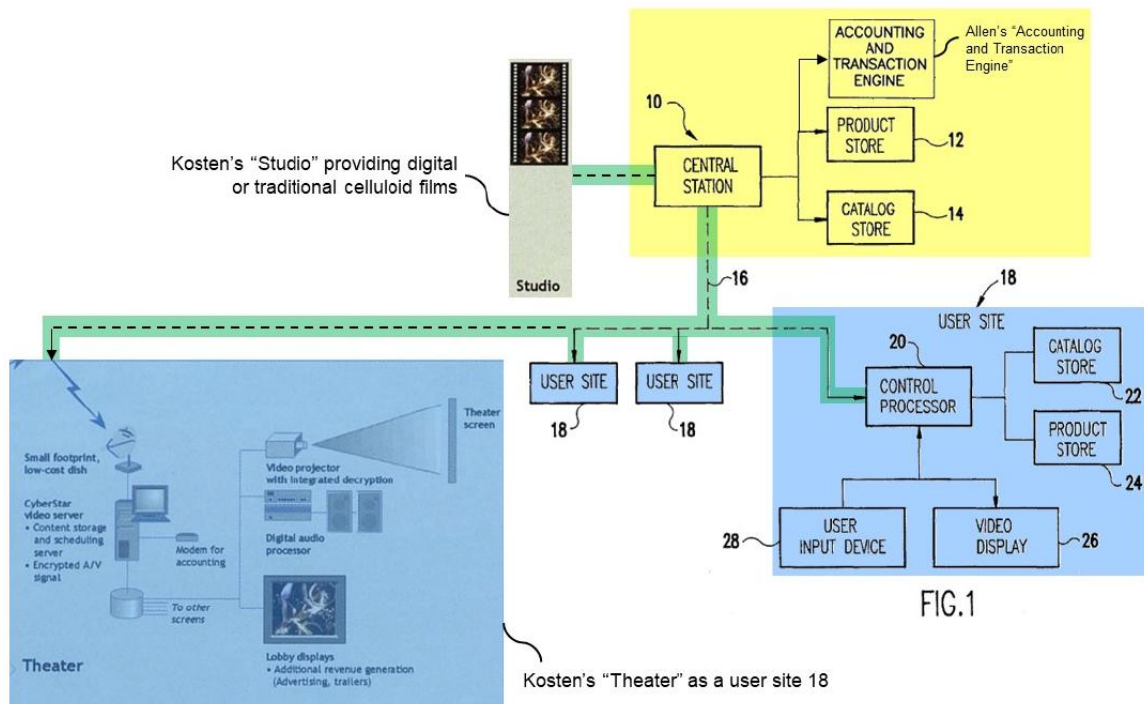 Kosten's "Studio" providing digital
or traditional celluloid films
Studio
10
CENTRAL
STATION
ACCOUNTING
AND
TRANSACTION
ENGINE
Allen's "Accounting
and Transaction
Engine"
PRODUCT
STORE
12
CATALOG
STORE
14
16
USER SITE
18
USER SITE
18
18
USER SITE
20
CONTROL
PROCESSOR
CATALOG
STORE
22
PRODUCT
STORE
24
28
USER
INPUT DEVICE
VIDEO
DISPLAY
26
FIG.1
Small footprint,
low-cost dish
CyberStar
video server
• Content storage
and scheduling
server
• Encrypted A/V
signal
Modem for
accounting
To other
screens
Video projector
with integrated decryption
Theater
screen
Digital audio
processor
Lobby displays
• Additional revenue generation
(Advertising, trailers)
Theater
Kosten's "Theater" as a user site 18